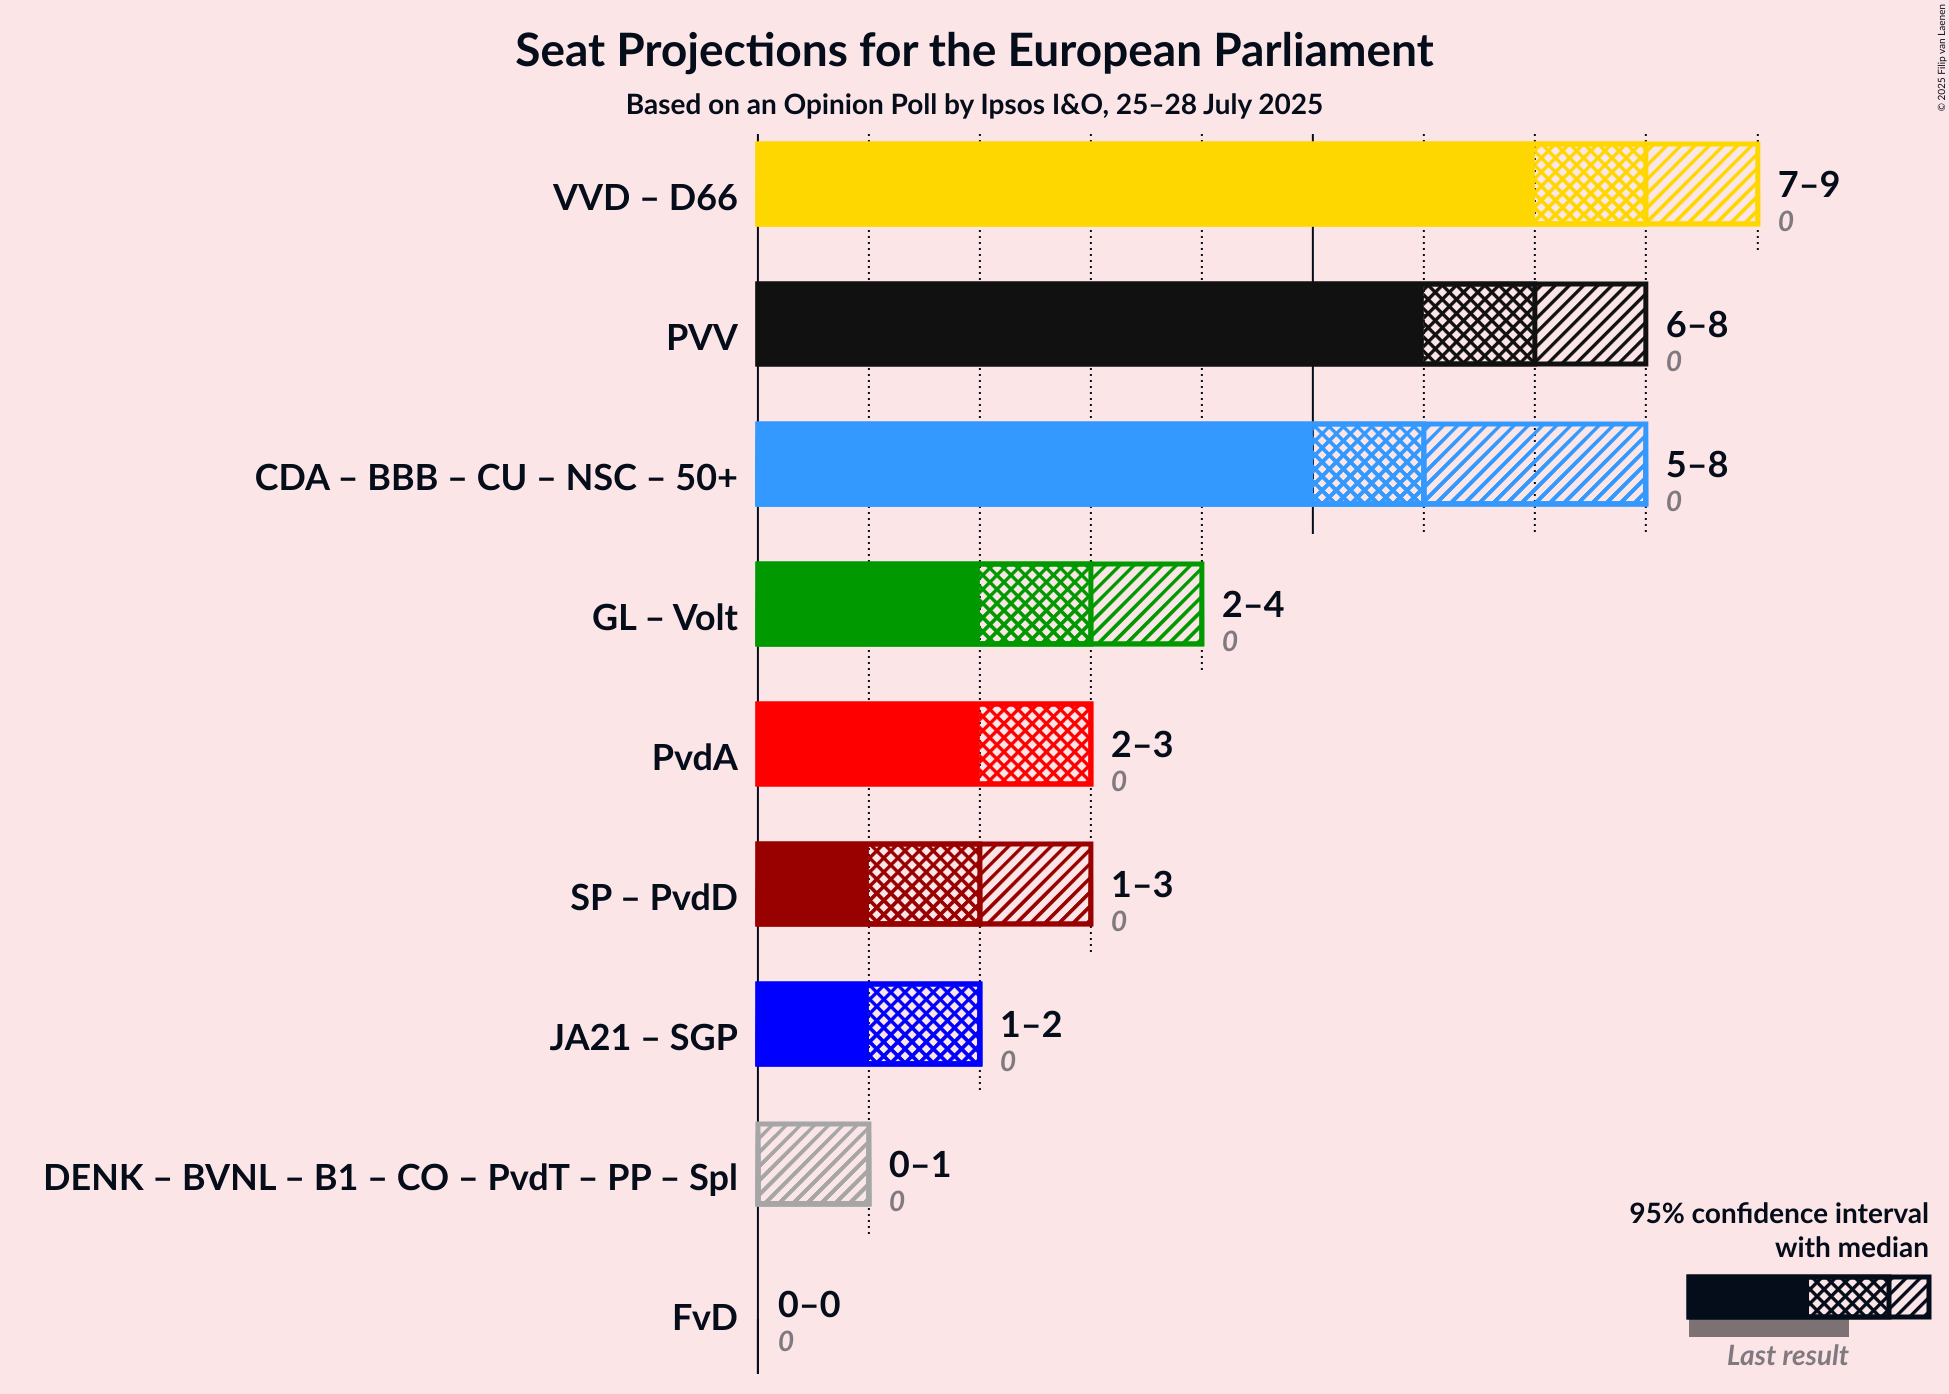 Seat Projections for the European Parliament
Based on an Opinion Poll by Ipsos I&O, 25–28 July 2025
© 2025 Filip van Laenen
VVD – D66
7–9
0
PVV
6–8
0
CDA – BBB – CU – NSC – 50+
5–8
0
GL – Volt
2–4
0
PvdA
2–3
0
SP – PvdD
1–3
0
JA21 – SGP
1–2
0
DENK – BVNL – B1 – CO – PvdT – PP – Spl
0–1
0
FvD
0–0
0
95% confidence interval
with median
Last result